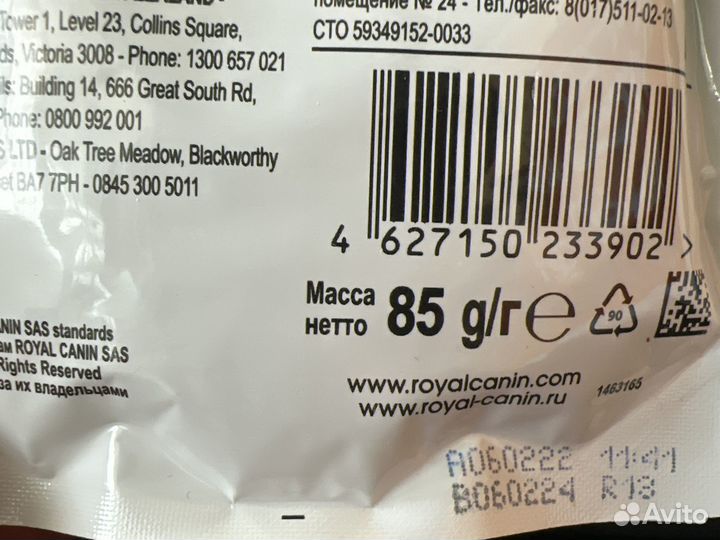 Tower 1, Level 23, Collins Square,
Victoria 3008 - Phone: 1300 657 021
Building 14, 666 Great South Rd,
Phone: 0800 992 001
LTD - Oak Tree Meadow, Blackworthy
BA7 7PH - 0845 300 5011
помещение № 24 - Тел./факс: 8(017)511-02-13
СТО 59349152-0033
4 627150 233902 >
Масса
нетто 85 g/г e
90
SAS standards
ROYAL CANIN SAS
Rights Reserved
за их владельцами
www.royalcanin.com
www.royal-canin.ru
1463165
A060222 11:41
B060224 R13
Avito